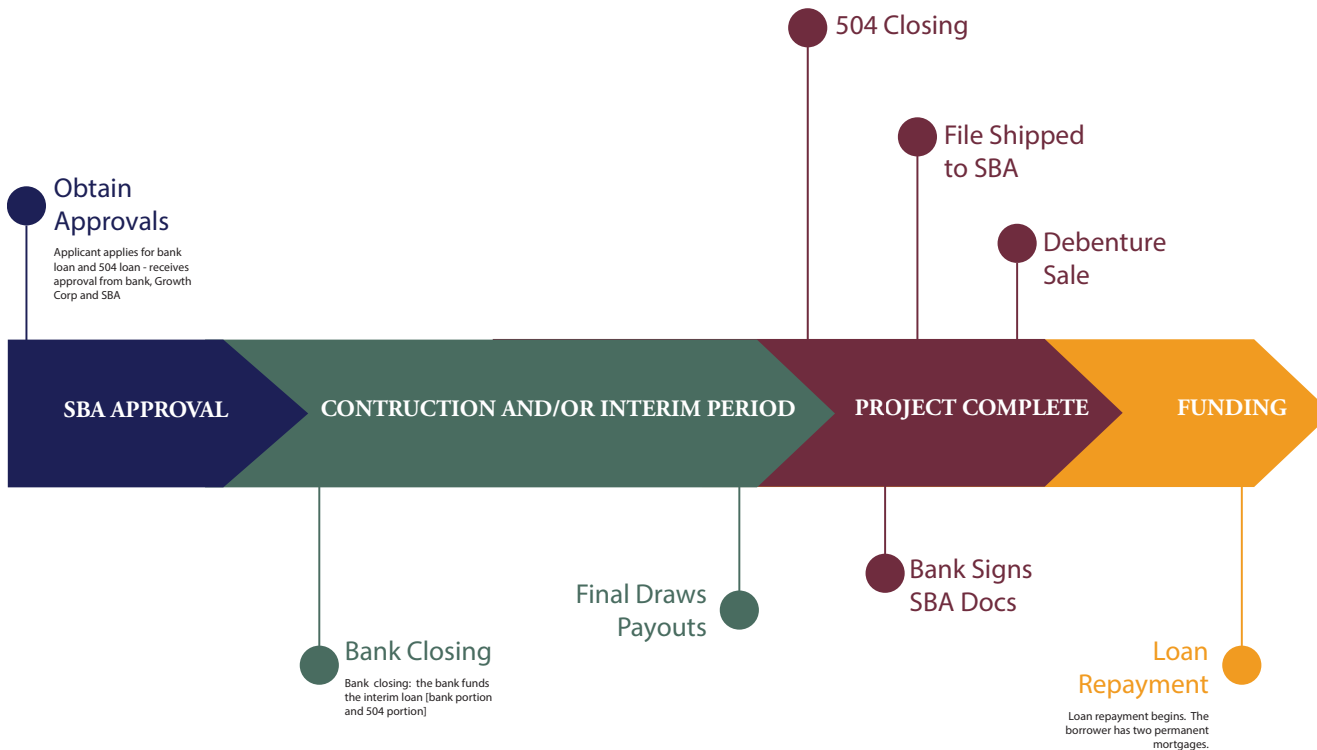 504 Closing
File Shipped
to SBA
Obtain
Approvals
Applicant applies for bank
loan and 504 loan - receives
approval from bank, Growth
Corp and SBA
Debenture
Sale
SBA APPROVAL
CONTRUCTION AND/OR INTERIM PERIOD
PROJECT COMPLETE
FUNDING
Bank Signs
SBA Docs
Final Draws
Payouts
Bank Closing
Bank closing: the bank funds
the interim loan [bank portion
and 504 portion]
Loan
Repayment
Loan repayment begins. The
borrower has two permanent
mortgages.